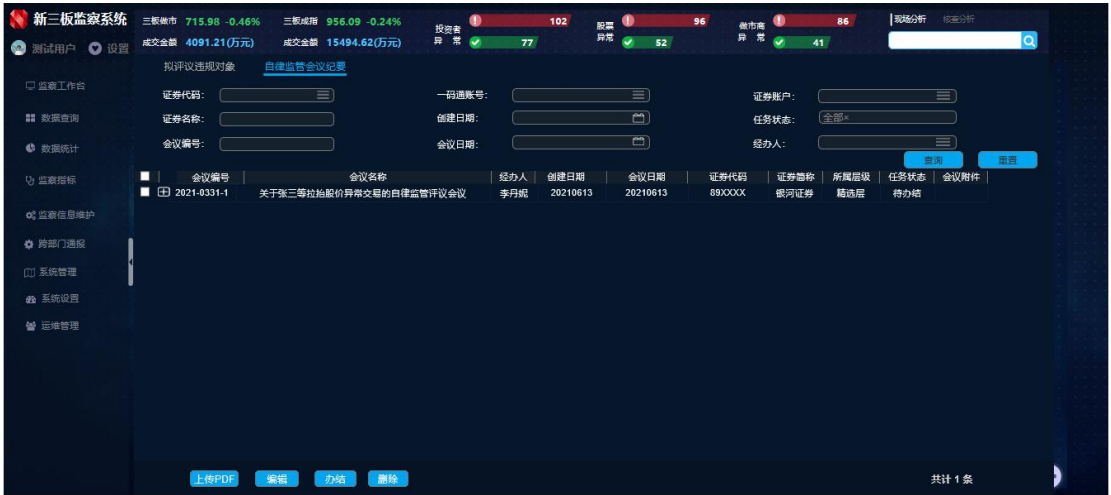 新三板监察系统
测试用户 设置
三板做市 715.98 -0.46% 三板成指 956.09 -0.24%
成交金额 4091.21(万元) 成交金额 15494.62(万元)
投资者异常 102 77
股票异常 96 52
做市商异常 86 41
现场分析 核查分析
监察工作台
数据查询
数据统计
监察指标
监察信息维护
跨部门通报
系统管理
系统设置
运维管理
拟评议违规对象 自律监管会议纪要
证券代码: 一码通账号: 证券账户:
证券名称: 创建日期: 任务状态: 全部×
会议编号: 会议日期: 经办人:
查询 重置
会议编号 会议名称 经办人 创建日期 会议日期 证券代码 证券简称 所属层级 任务状态 会议附件
2021-0331-1 关于张三等拉抬股价异常交易的自律监管评议会议 李丹妮 20210613 20210613 89XXXX 银河证券 精选层 待办结
上传PDF 编辑 办结 删除 共计 1 条